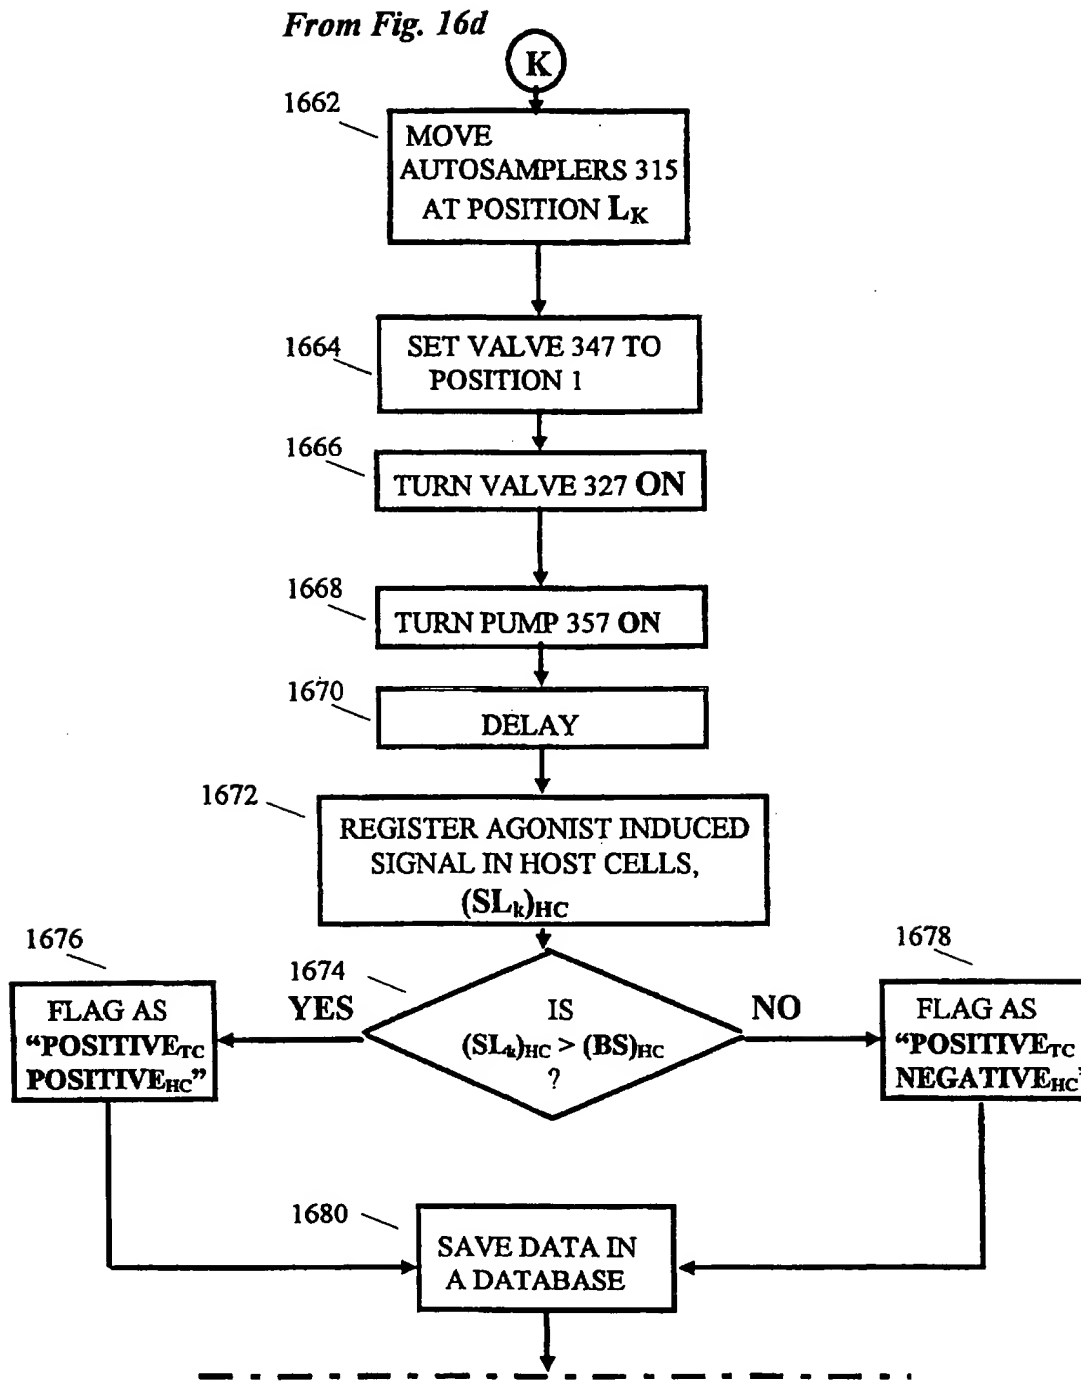 From Fig. 16d
K
1662
MOVE
AUTOSAMPLERS 315
AT POSITION LK
1664
SET VALVE 347 TO
POSITION 1
1666
TURN VALVE 327 ON
1668
TURN PUMP 357 ON
1670
DELAY
1672
REGISTER AGONIST INDUCED
SIGNAL IN HOST CELLS,
(SLk)HC
1674
IS
(SLk)HC > (BS)HC
?
YES
NO
1676
FLAG AS
“POSITIVETC
POSITIVEHC”
1678
FLAG AS
“POSITIVETC
NEGATIVEHC”
1680
SAVE DATA IN
A DATABASE